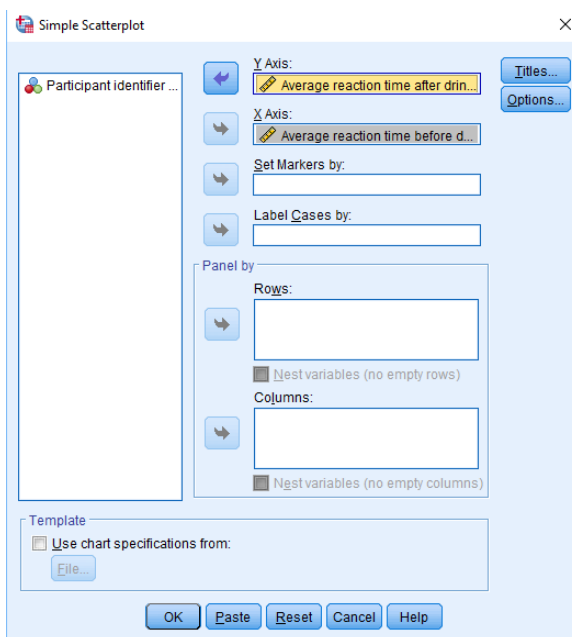 Simple Scatterplot
Participant identifier ...
Y Axis:
Average reaction time after drin...
X Axis:
Average reaction time before d...
Set Markers by:
Label Cases by:
Titles...
Options...
Panel by
Rows:
Nest variables (no empty rows)
Columns:
Nest variables (no empty columns)
Template
Use chart specifications from:
File...
OK Paste Reset Cancel Help